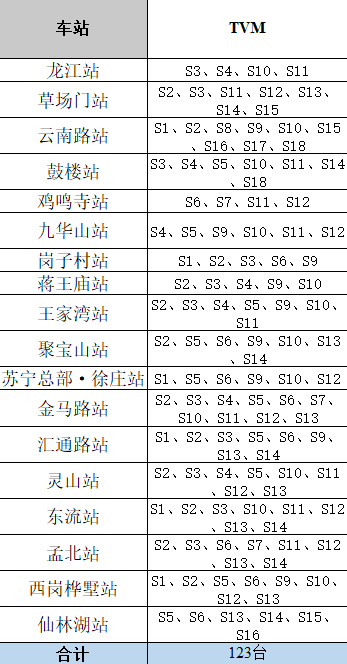 车站 TVM
龙江站 S3、S4、S10、S11
草场门站 S2、S3、S11、S12、S13、
S14、S15
云南路站 S1、S2、S8、S9、S10、S15
、S16、S17、S18
鼓楼站 S3、S4、S5、S10、S11、S14
、S18
鸡鸣寺站 S6、S7、S11、S12
九华山站 S4、S5、S9、S10、S11、S12
岗子村站 S1、S2、S3、S6、S9
蒋王庙站 S2、S3、S4、S9、S10
王家湾站 S2、S3、S4、S5、S9、S10、
S11
聚宝山站 S2、S5、S6、S9、S10、S13
、S14
苏宁总部·徐庄站 S1、S5、S6、S9、S10、S12
金马路站 S2、S3、S4、S5、S6、S7、
S10、S11、S12、S13
汇通路站 S1、S2、S3、S5、S6、S9、
S13、S14
灵山站 S2、S3、S4、S5、S10、S11
、S12、S13
东流站 S1、S2、S3、S10、S11、S12
、S13、S14
孟北站 S2、S3、S6、S7、S11、S12
、S13、S14
西岗桦墅站 S1、S2、S5、S6、S9、S10、
S12、S13
仙林湖站 S5、S6、S13、S14、S15、
S16
合计 123台